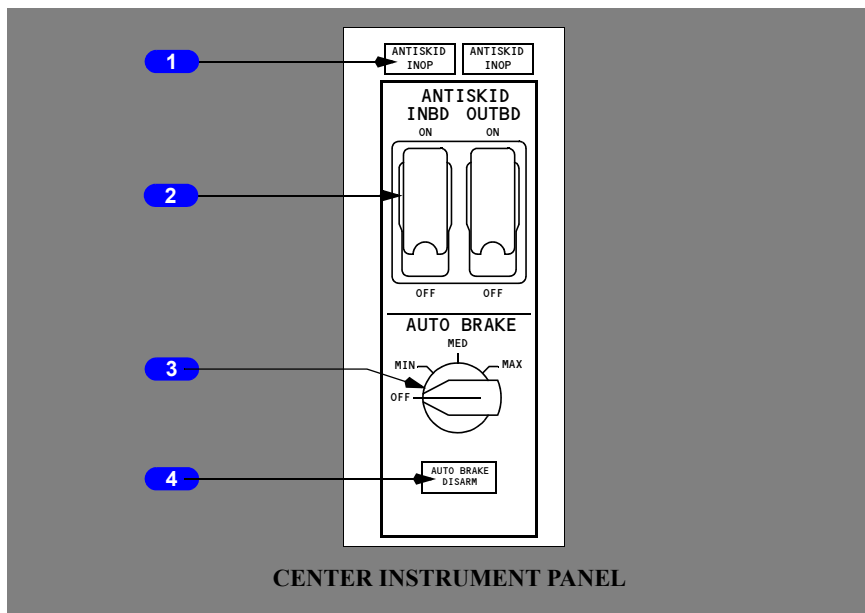 1
ANTISKID INOP
ANTISKID INOP
ANTISKID
INBD OUTBD
ON ON
2
OFF OFF
AUTO BRAKE
MED
MIN MAX
3
OFF
4
AUTO BRAKE DISARM
CENTER INSTRUMENT PANEL